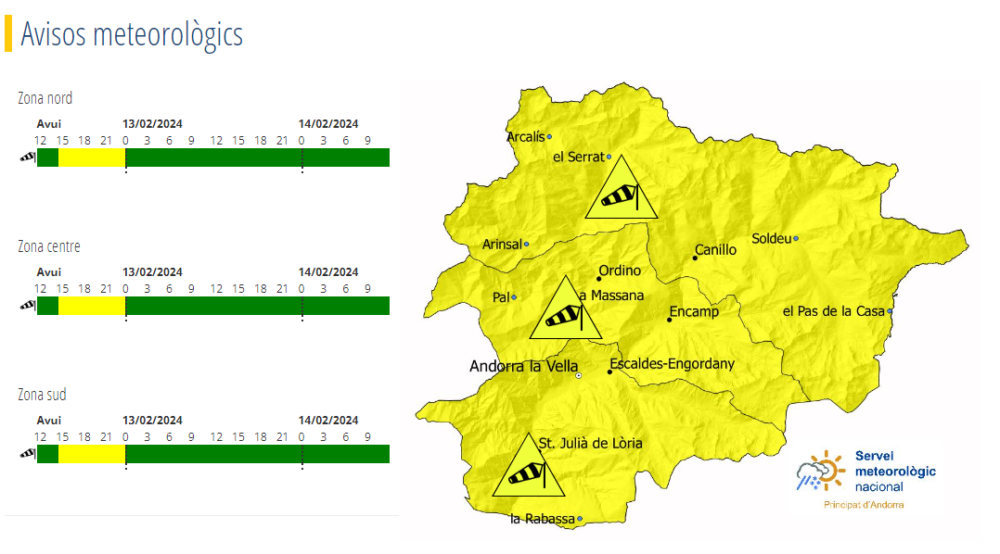 Avisos meteorològics
Zona nord
Avui 13/02/2024 14/02/2024
12 15 18 21 0 3 6 9 12 15 18 21 0 3 6 9
Zona centre
Avui 13/02/2024 14/02/2024
12 15 18 21 0 3 6 9 12 15 18 21 0 3 6 9
Zona sud
Avui 13/02/2024 14/02/2024
12 15 18 21 0 3 6 9 12 15 18 21 0 3 6 9
Arcalís
el Serrat
Soldeu
Arinsal
Canillo
Ordino
Pal
a Massana
Encamp
el Pas de la Casa
Andorra la Vella
Escaldes-Engordany
St. Julià de Lòria
la Rabassa
Servei
meteorològic
nacional
Principat d'Andorra